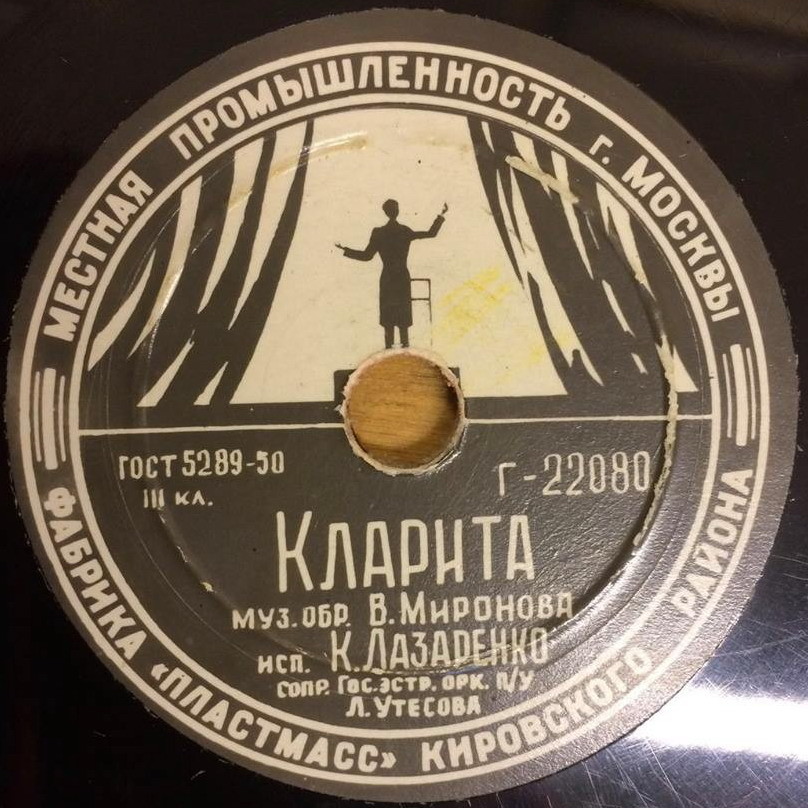 МЕСТНАЯ ПРОМЫШЛЕННОСТЬ г. МОСКВЫ
ГОСТ 5289-50
III кл.
Г-22080
КЛАРИТА
муз. обр. В. Миронова
исп. К. Лазаренко
сопр. Гос. эстр. орк. п/у
Л. Утесова
ФАБРИКА «ПЛАСТМАСС» КИРОВСКОГО РАЙОНА